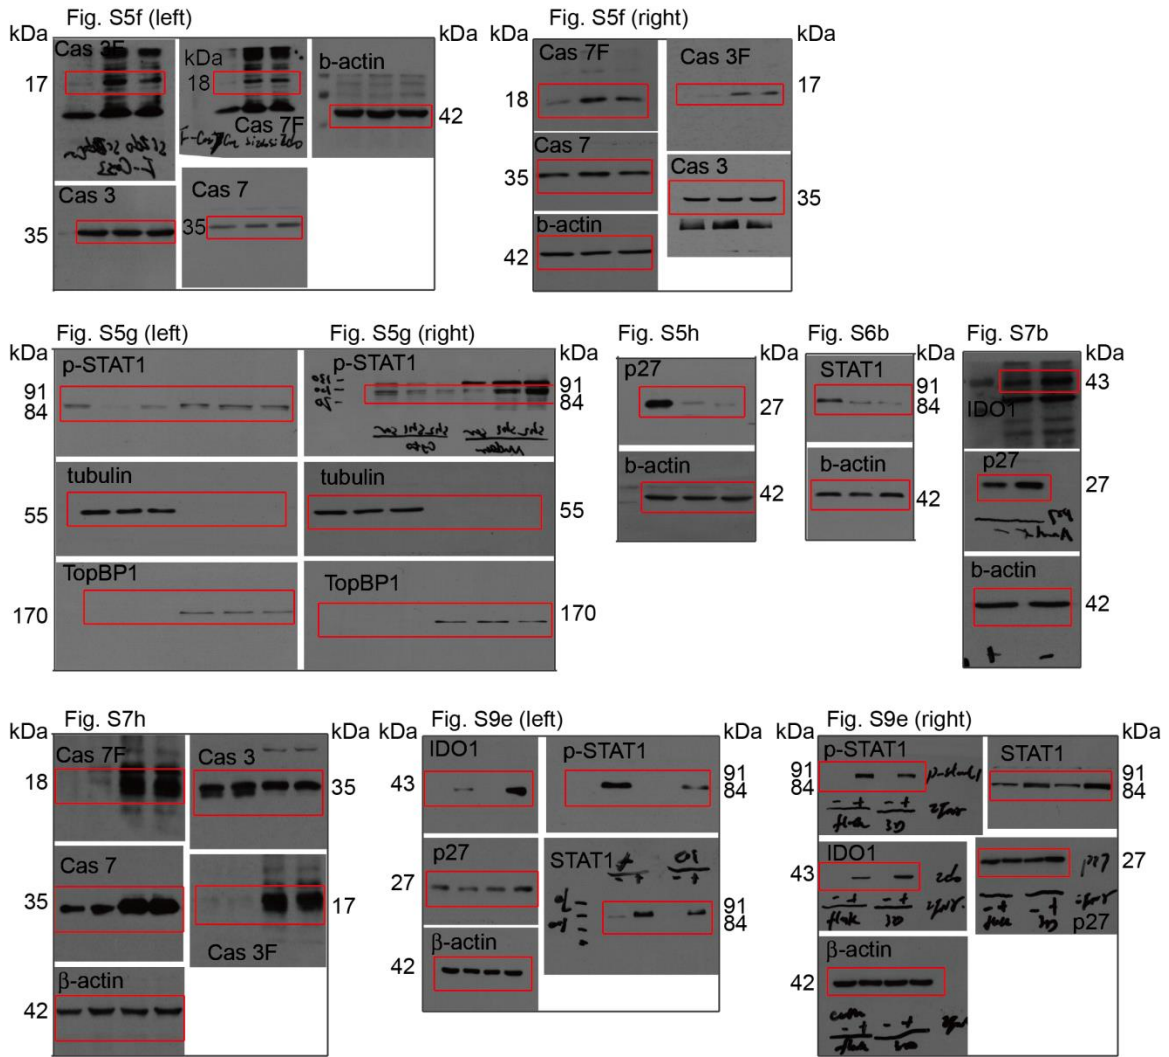 Fig. S5f (left)
kDa
Cas 3F
17
kDa
18
Cas 7F
b-actin
kDa
42
Cas 3
35
Cas 7
35
Fig. S5f (right)
kDa
Cas 7F
18
Cas 3F
kDa
17
Cas 7
35
Cas 3
35
b-actin
42
Fig. S5g (left)
kDa
p-STAT1
91
84
tubulin
55
TopBP1
170
Fig. S5g (right)
p-STAT1
kDa
91
84
tubulin
55
TopBP1
170
Fig. S5h
kDa
p27
27
b-actin
42
Fig. S6b
kDa
STAT1
91
84
b-actin
42
Fig. S7b
kDa
43
IDO1
p27
27
b-actin
42
+ -
Fig. S7h
kDa
Cas 7F
18
Cas 3
kDa
35
Cas 7
35
Cas 3F
17
β-actin
42
Fig. S9e (left)
kDa
IDO1
43
p-STAT1
kDa
91
84
p27
27
STAT1
- + - +
91
84
β-actin
42
Fig. S9e (right)
kDa
p-STAT1
91
84
p-stat1
- + - +
STAT1
kDa
91
84
IDO1
43
- + - +
27
p27
β-actin
42
- + - +